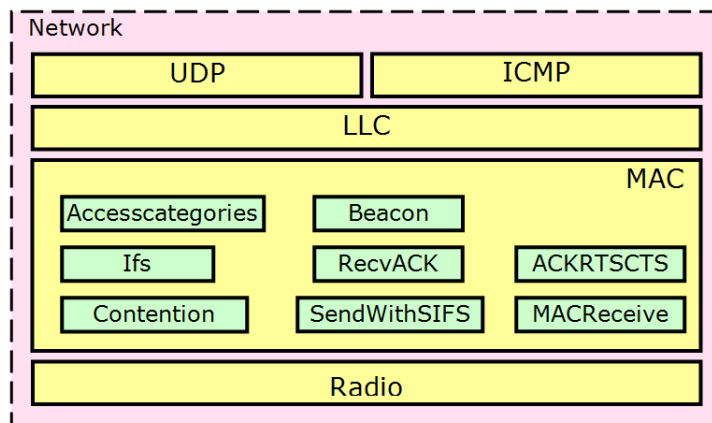 Network
UDP
ICMP
LLC
MAC
Accesscategories
Beacon
Ifs
RecvACK
ACKRTSCTS
Contention
SendWithSIFS
MACReceive
Radio